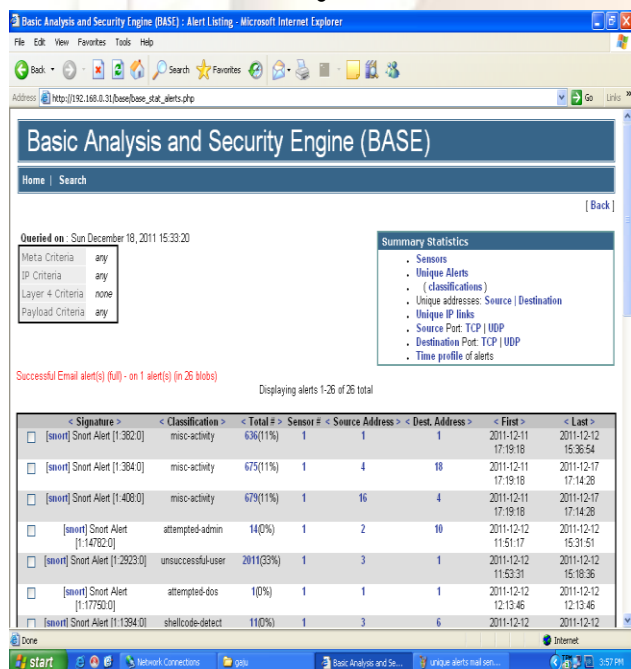 Basic Analysis and Security Engine (BASE) : Alert Listing - Microsoft Internet Explorer
File Edit View Favorites Tools Help
Back Search Favorites
Address http://192.168.0.31/base/base_stat_alerts.php Go Links »
Basic Analysis and Security Engine (BASE)
Home | Search
[ Back ]
Queried on : Sun December 18, 2011 15:33:20
Meta Criteria any
IP Criteria any
Layer 4 Criteria none
Payload Criteria any
Summary Statistics
Sensors
Unique Alerts
( classifications )
Unique addresses: Source | Destination
Unique IP links
Source Port: TCP | UDP
Destination Port: TCP | UDP
Time profile of alerts
Successful Email alert(s) (full) - on 1 alert(s) (in 26 blobs)
Displaying alerts 1-26 of 26 total
< Signature > < Classification > < Total # > Sensor # < Source Address > < Dest. Address > < First > < Last >
[snort] Snort Alert [1:382:0] misc-activity 636(11%) 1 1 1 2011-12-11 17:19:18 2011-12-12 15:36:54
[snort] Snort Alert [1:384:0] misc-activity 675(11%) 1 4 18 2011-12-11 17:19:18 2011-12-17 17:14:28
[snort] Snort Alert [1:408:0] misc-activity 679(11%) 1 16 4 2011-12-11 17:19:18 2011-12-17 17:14:28
[snort] Snort Alert [1:14782:0] attempted-admin 14(0%) 1 2 10 2011-12-12 11:51:17 2011-12-12 15:31:51
[snort] Snort Alert [1:2923:0] unsuccessful-user 2011(33%) 1 3 1 2011-12-12 11:53:31 2011-12-12 15:18:36
[snort] Snort Alert [1:17750:0] attempted-dos 1(0%) 1 1 1 2011-12-12 12:13:46 2011-12-12 12:13:46
[snort] Snort Alert [1:1394:0] shellcode-detect 11(0%) 1 3 6 2011-12-12 2011-12-12
Done Internet
start Network Connections gaju Basic Analysis and Se... unique alerts mail sen... 3:57 PM